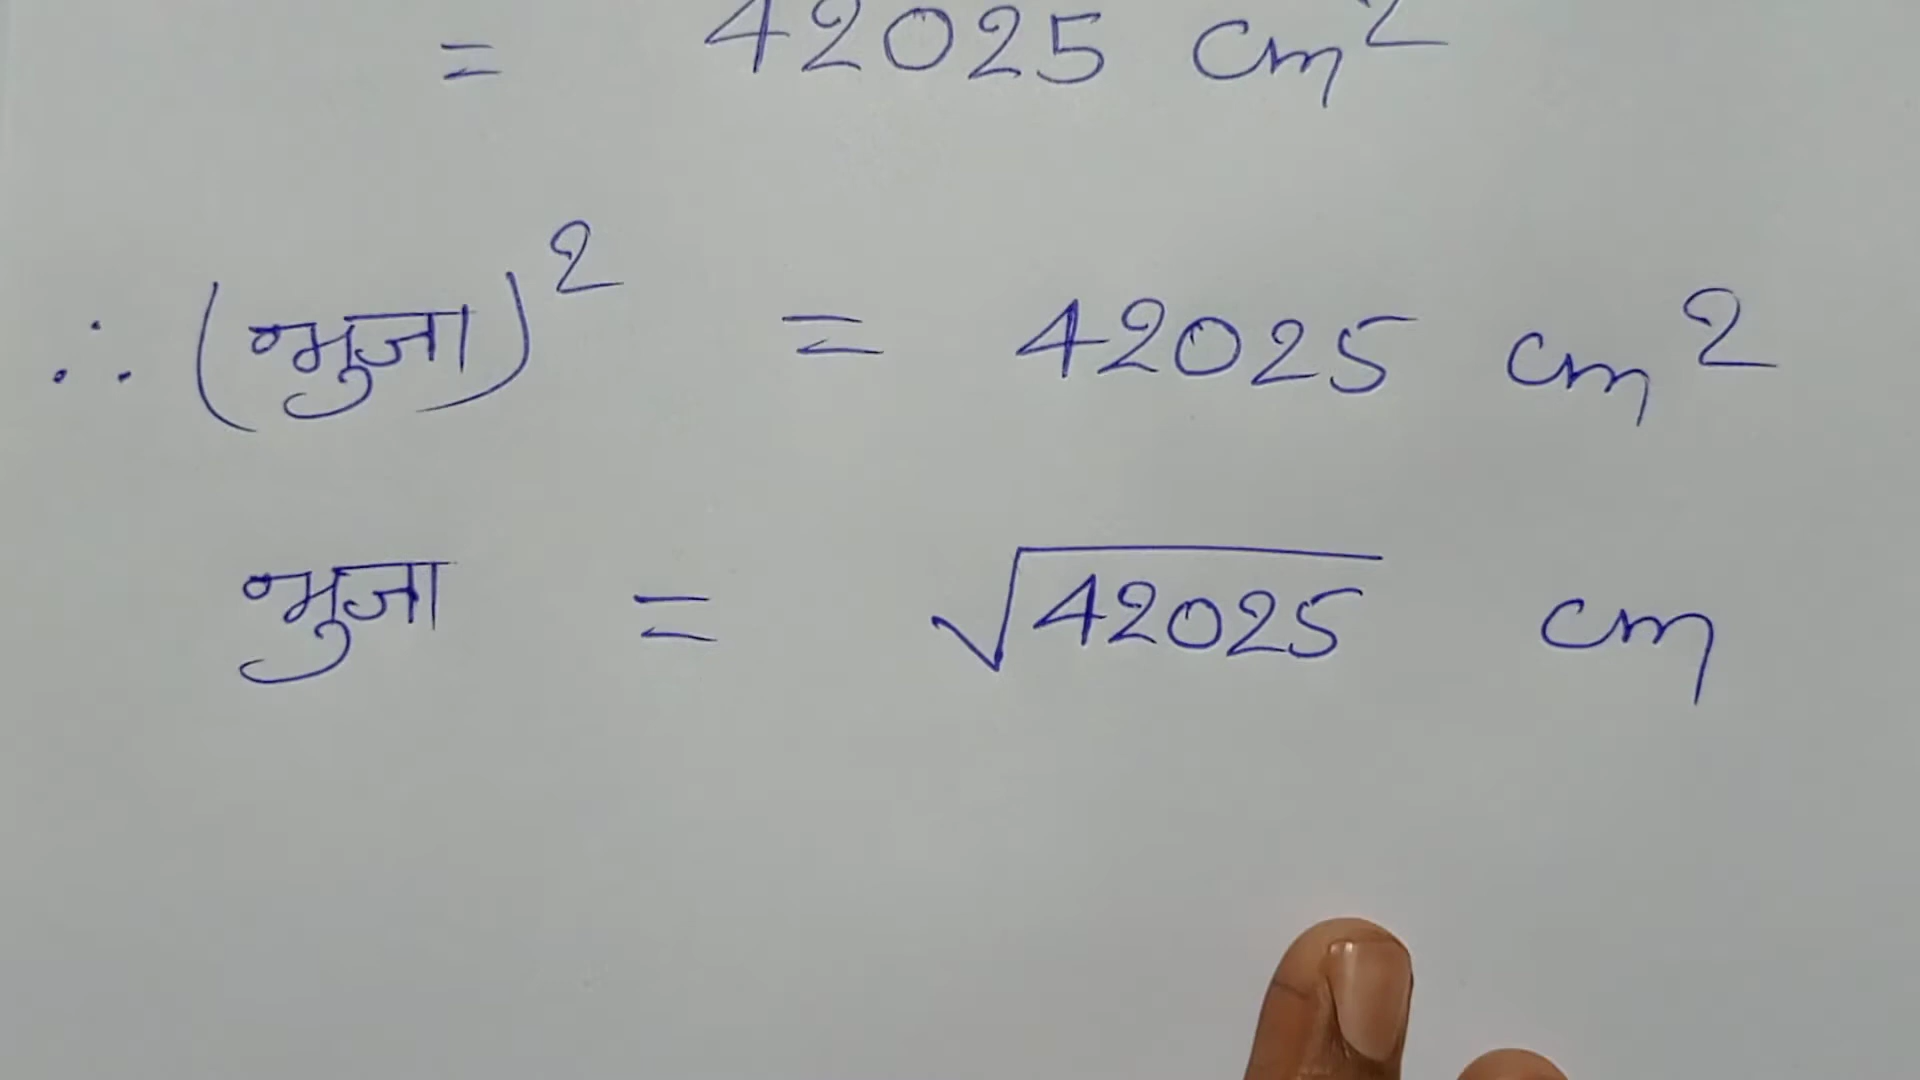 = 42025 cm²
∴ (भुजा)² = 42025 cm²
भुजा = √42025 cm